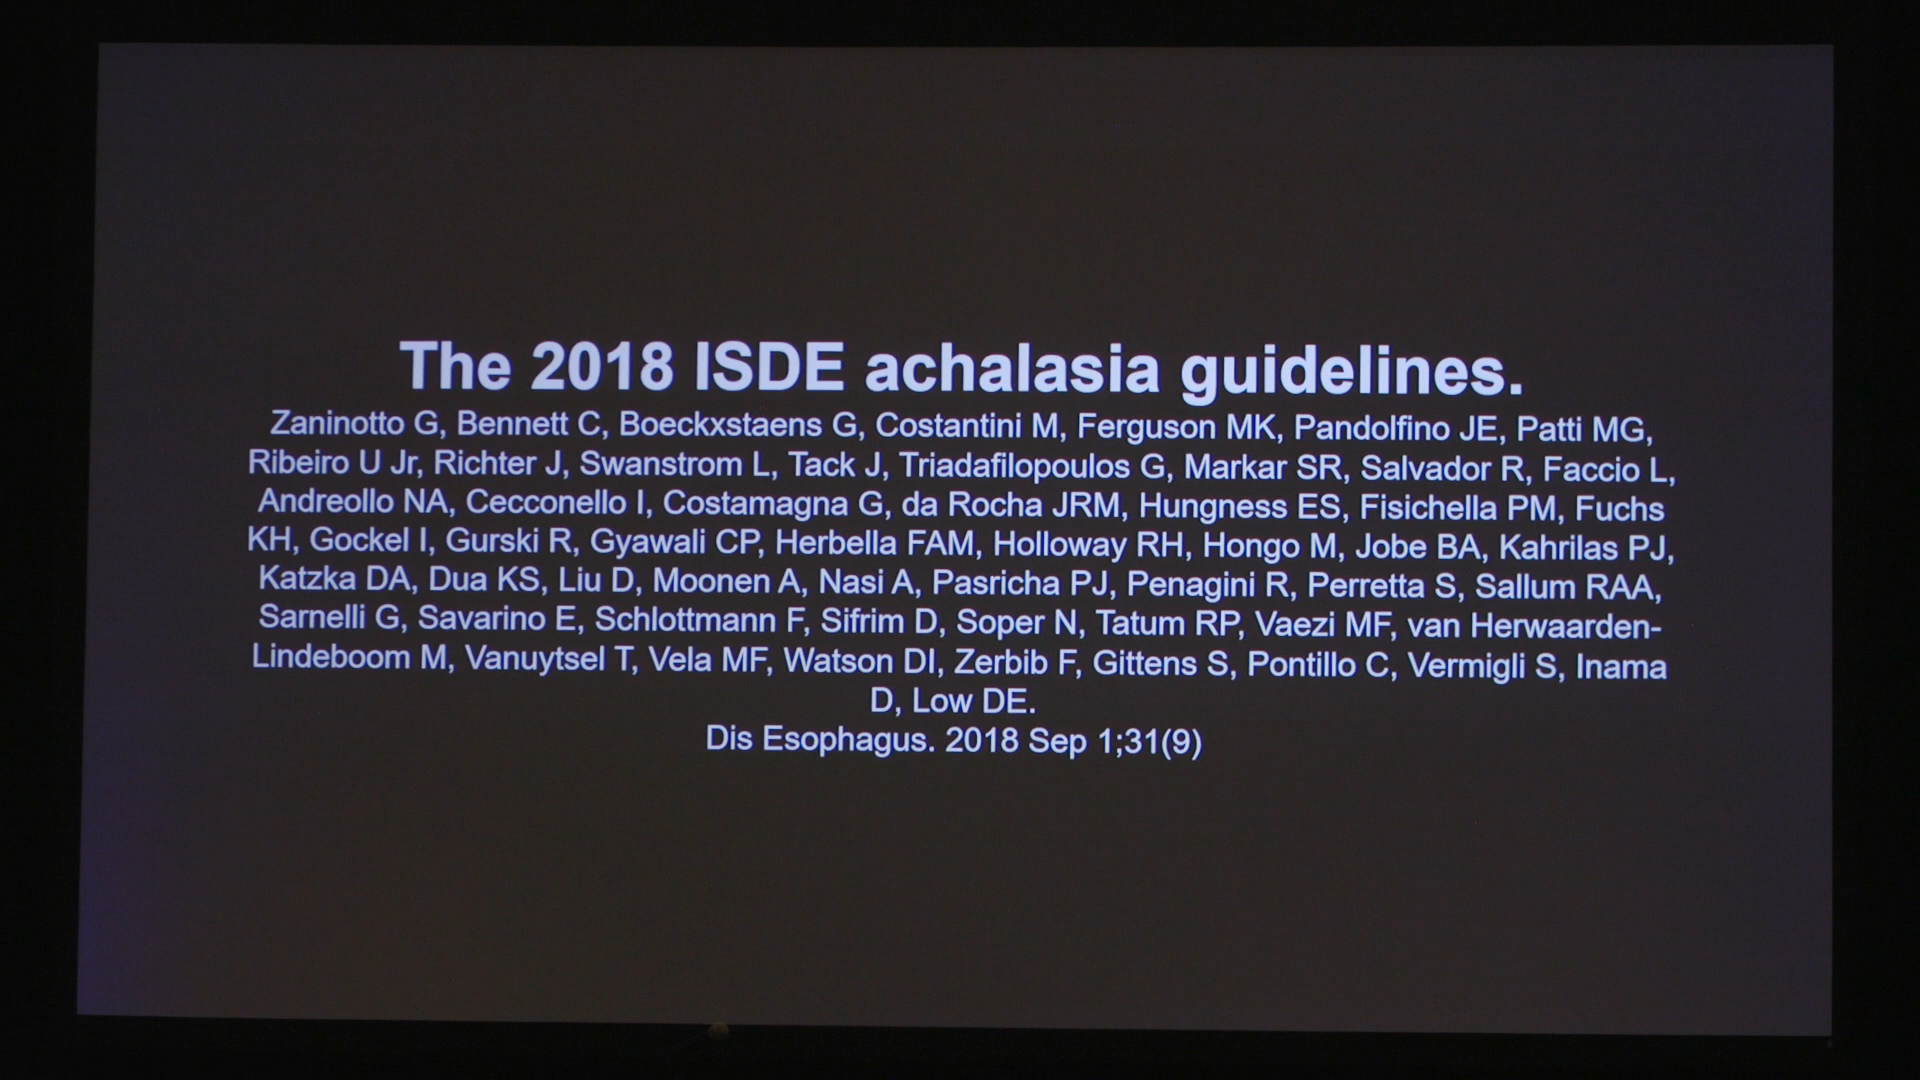 The 2018 ISDE achalasia guidelines.
Zaninotto G, Bennett C, Boeckxstaens G, Costantini M, Ferguson MK, Pandolfino JE, Patti MG,
Ribeiro U Jr, Richter J, Swanstrom L, Tack J, Triadafilopoulos G, Markar SR, Salvador R, Faccio L,
Andreollo NA, Cecconello I, Costamagna G, da Rocha JRM, Hungness ES, Fisichella PM, Fuchs
KH, Gockel I, Gurski R, Gyawali CP, Herbella FAM, Holloway RH, Hongo M, Jobe BA, Kahrilas PJ,
Katzka DA, Dua KS, Liu D, Moonen A, Nasi A, Pasricha PJ, Penagini R, Perretta S, Sallum RAA,
Sarnelli G, Savarino E, Schlottmann F, Sifrim D, Soper N, Tatum RP, Vaezi MF, van Herwaarden-
Lindeboom M, Vanuytsel T, Vela MF, Watson DI, Zerbib F, Gittens S, Pontillo C, Vermigli S, Inama
D, Low DE.
Dis Esophagus. 2018 Sep 1;31(9)